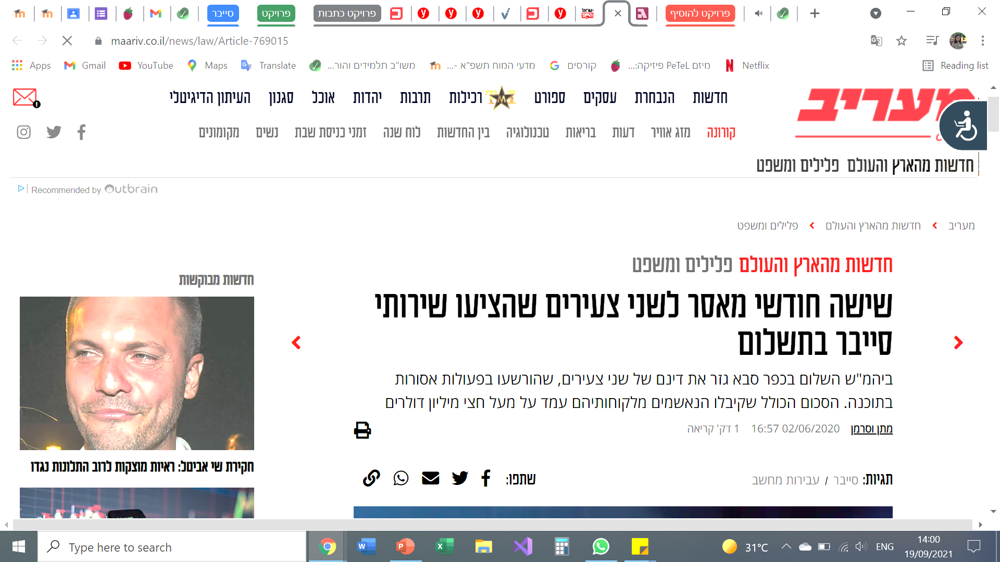 סייבר
פרויקט
פרויקט כתבות
פרויקט להוסיף
maariv.co.il/news/law/Article-769015
Apps
Gmail
YouTube
Maps
Translate
משו"ב תלמידים והור...
מדעי המוח תשפ"א -...
קורסים
מיזם PeTeL פיזיקה:...
Netflix
Reading list
מעריב
חדשות הנבחרת עסקים ספורט TMI רכילות תרבות יהדות אוכל סגנון העיתון הדיגיטלי
קורונה מזג אוויר דעות בריאות טכנולוגיה בין החדשות לוח שנה זמני כניסת שבת נשים מקומונים
חדשות מהארץ והעולם פלילים ומשפט
Recommended by Outbrain
מעריב
חדשות מהארץ והעולם
פלילים ומשפט
חדשות מהארץ והעולם פלילים ומשפט
שישה חודשי מאסר לשני צעירים שהציעו שירותי
סייבר בתשלום
ביהמ"ש השלום בכפר סבא גזר את דינם של שני צעירים, שהורשעו בפעולות אסורות
בתוכנה. הסכום הכולל שקיבלו הנאשמים מלקוחותיהם עמד על מעל חצי מיליון דולרים
מתן וסרמן 02/06/2020 16:57 1 דק' קריאה
תגיות: סייבר / עבירות מחשב
שתפו:
חדשות מבוקשות
חקירת שי אביטל: ראיות מוצקות לרוב התלונות נגדו
Type here to search
31°C
ENG
14:00
19/09/2021